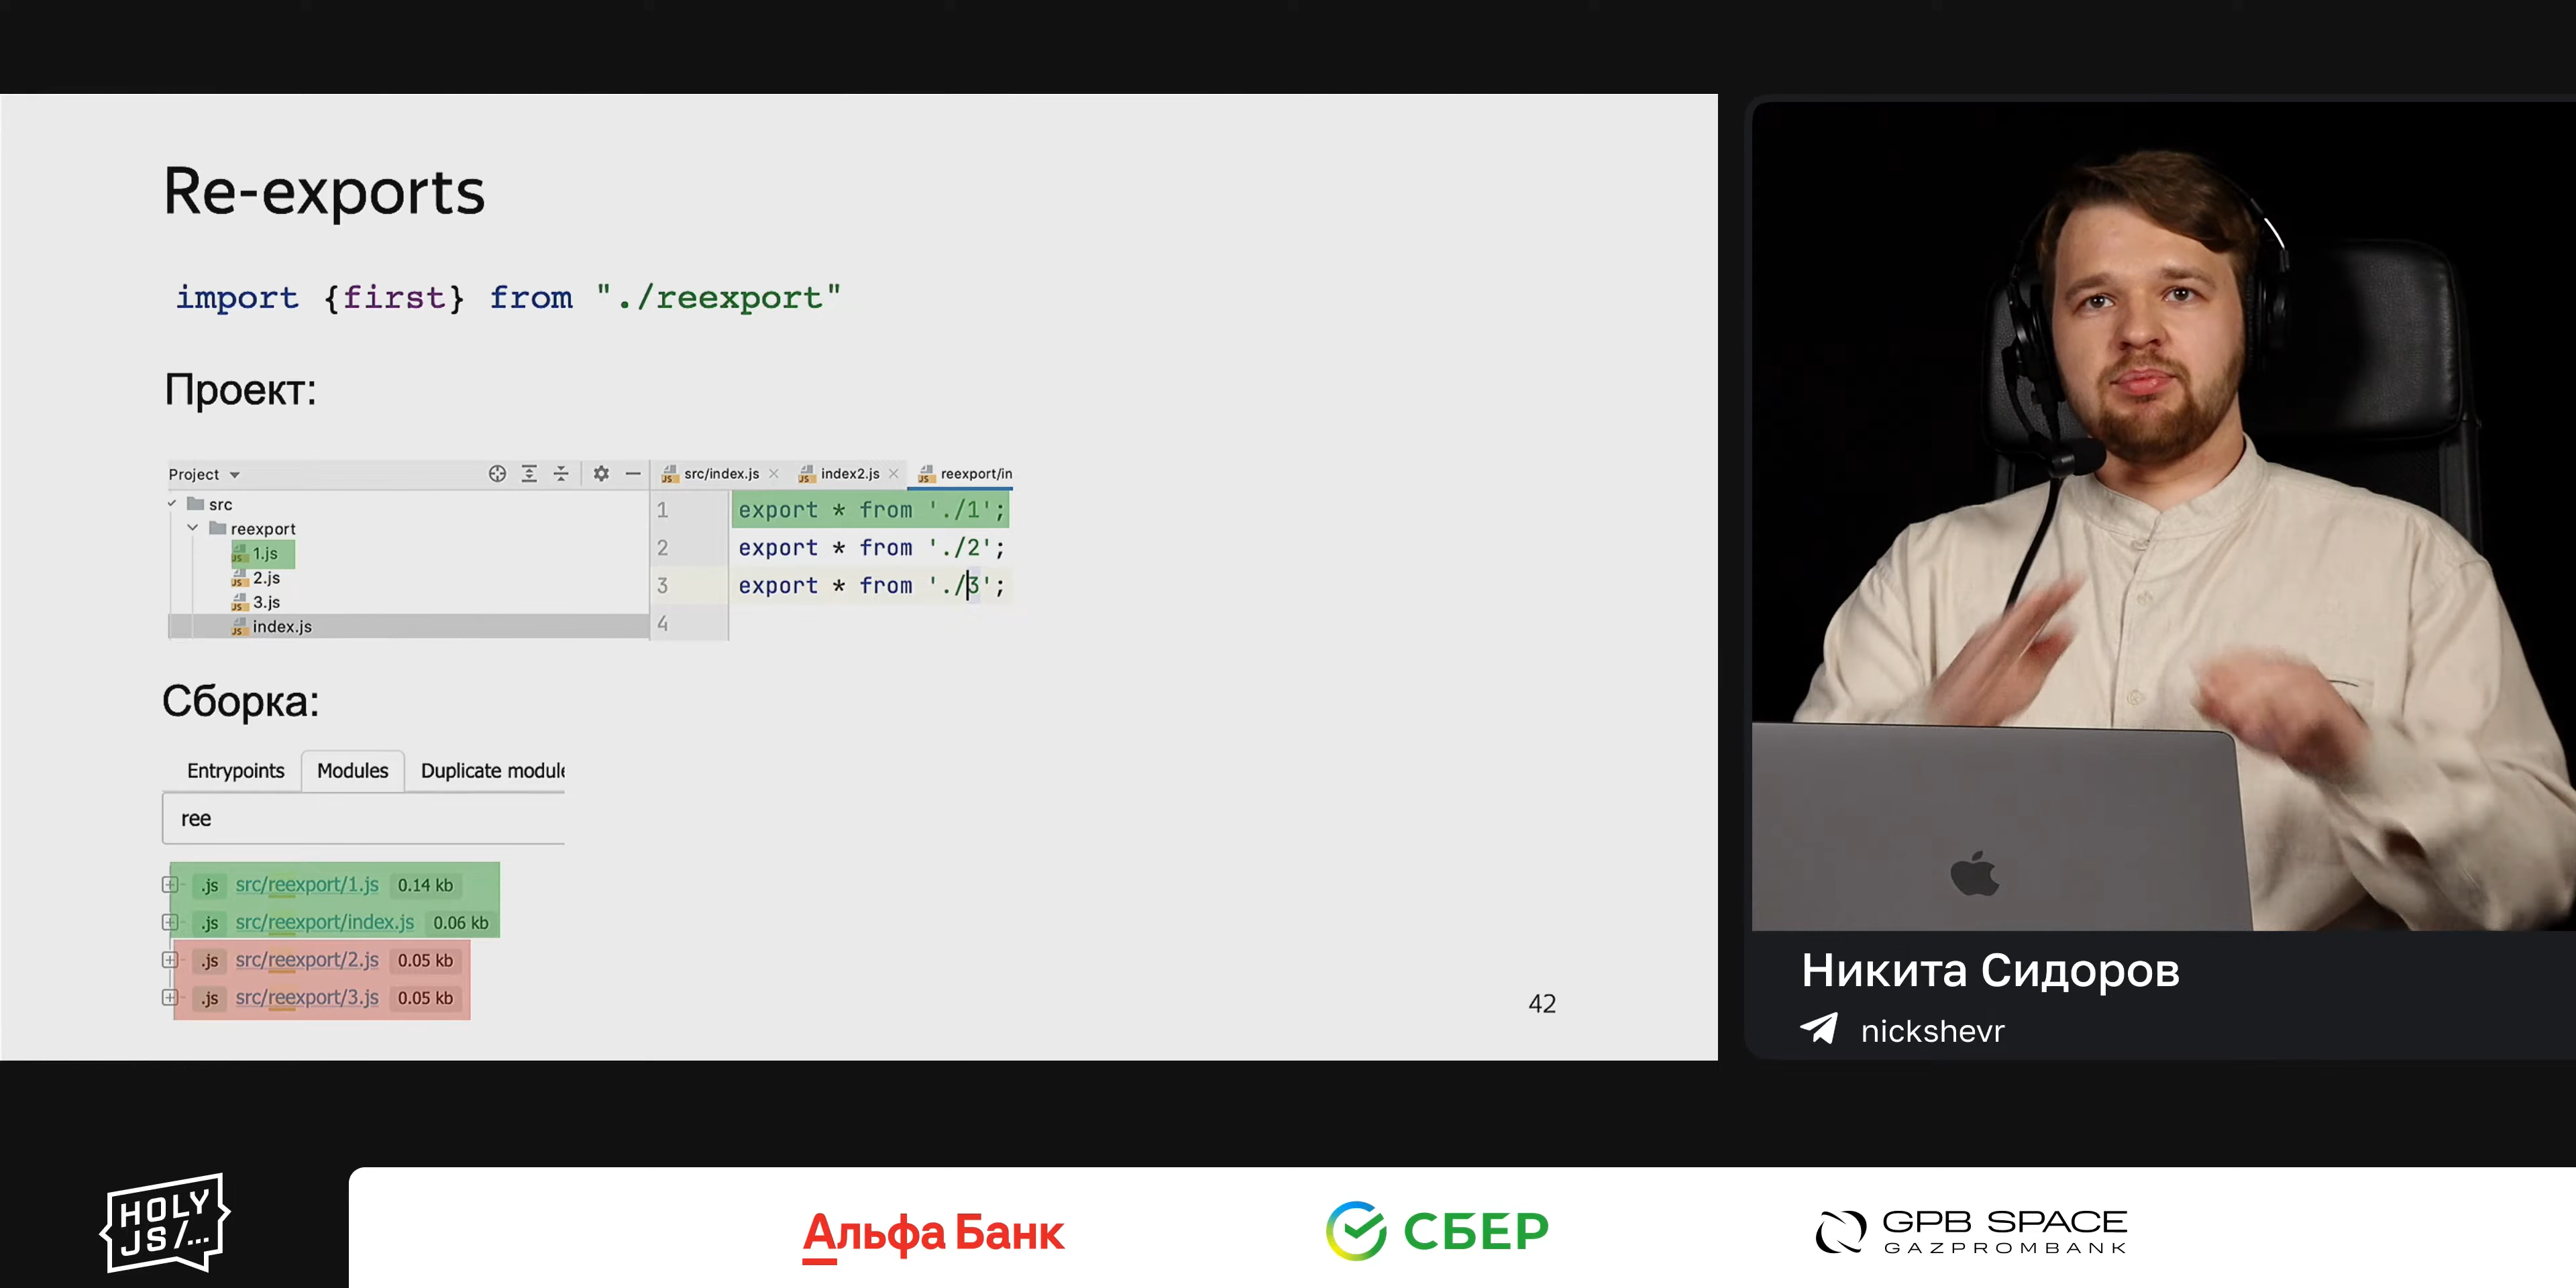 Re-exports
import {first} from "./reexport"
Проект:
Project
src/index.js
index2.js
reexport/in
src
reexport
1.js
2.js
3.js
index.js
1 export * from './1';
2 export * from './2';
3 export * from './3';
4
Сборка:
Entrypoints Modules Duplicate module
ree
.js src/reexport/1.js 0.14 kb
.js src/reexport/index.js 0.06 kb
.js src/reexport/2.js 0.05 kb
.js src/reexport/3.js 0.05 kb
42
Никита Сидоров
nickshevr
HOLY
JS/...
Альфа Банк
СБЕР
GPB SPACE
GAZPROMBANK